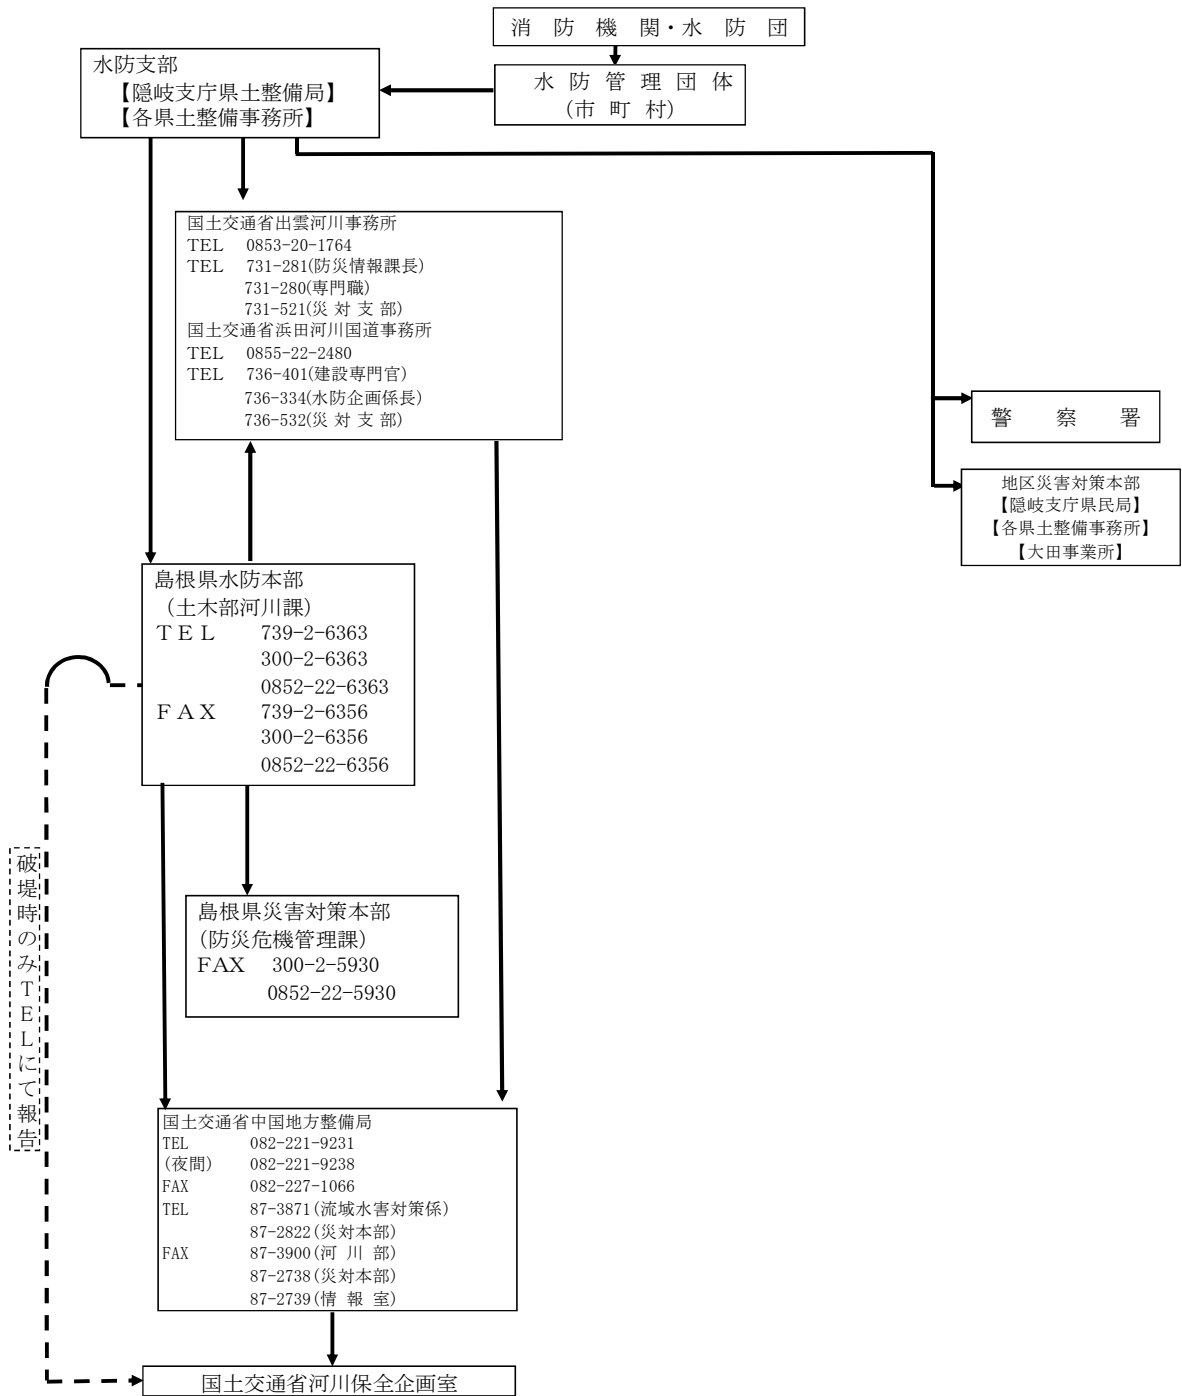 消 防 機 関・水 防 団
水 防 管 理 団 体
(市 町 村)
水防支部
【隠岐支庁県土整備局】
【各県土整備事務所】
国土交通省出雲河川事務所
TEL 0853-20-1764
TEL 731-281(防災情報課長)
731-280(専門職)
731-521(災 対 支 部)
国土交通省浜田河川国道事務所
TEL 0855-22-2480
TEL 736-401(建設専門官)
736-334(水防企画係長)
736-532(災 対 支 部)
警 察 署
地区災害対策本部
【隠岐支庁県民局】
【各県土整備事務所】
【大田事業所】
島根県水防本部
(土木部河川課)
TEL 739-2-6363
300-2-6363
0852-22-6363
FAX 739-2-6356
300-2-6356
0852-22-6356
破堤時のみTELにて報告
島根県災害対策本部
(防災危機管理課)
FAX 300-2-5930
0852-22-5930
国土交通省中国地方整備局
TEL 082-221-9231
(夜間) 082-221-9238
FAX 082-227-1066
TEL 87-3871(流域水害対策係)
87-2822(災対本部)
FAX 87-3900(河 川 部)
87-2738(災対本部)
87-2739(情 報 室)
国土交通省河川保全企画室